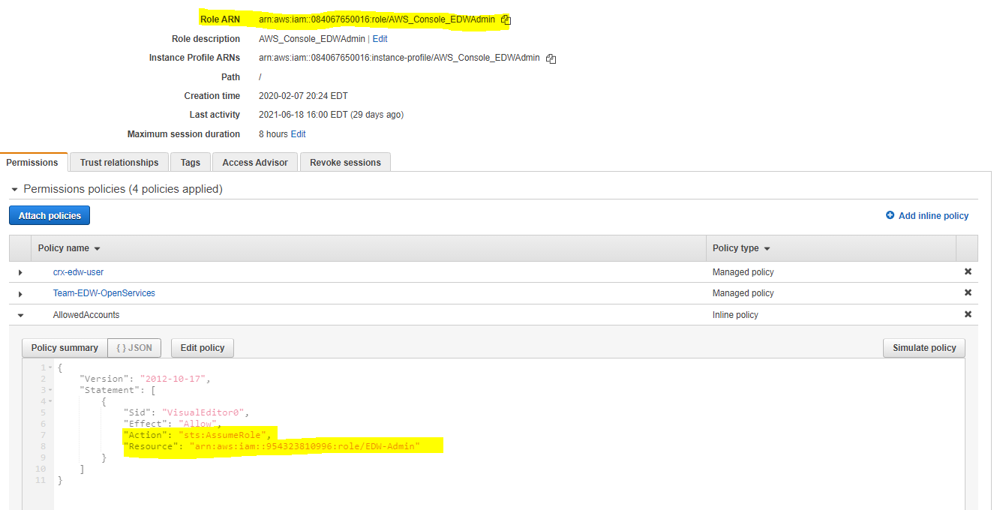 Role ARN arn:aws:iam::084067650016:role/AWS_Console_EDWAdmin
Role description AWS_Console_EDWAdmin | Edit
Instance Profile ARNs arn:aws:iam::084067650016:instance-profile/AWS_Console_EDWAdmin
Path /
Creation time 2020-02-07 20:24 EDT
Last activity 2021-06-18 16:00 EDT (29 days ago)
Maximum session duration 8 hours Edit
Permissions Trust relationships Tags Access Advisor Revoke sessions
Permissions policies (4 policies applied)
Attach policies Add inline policy
Policy name Policy type
crx-edw-user Managed policy
Team-EDW-OpenServices Managed policy
AllowedAccounts Inline policy
Policy summary { } JSON Edit policy Simulate policy
1 {
2 "Version": "2012-10-17",
3 "Statement": [
4 {
5 "Sid": "VisualEditor0",
6 "Effect": "Allow",
7 "Action": "sts:AssumeRole",
8 "Resource": "arn:aws:iam::954323810996:role/EDW-Admin"
9 }
10 ]
11 }